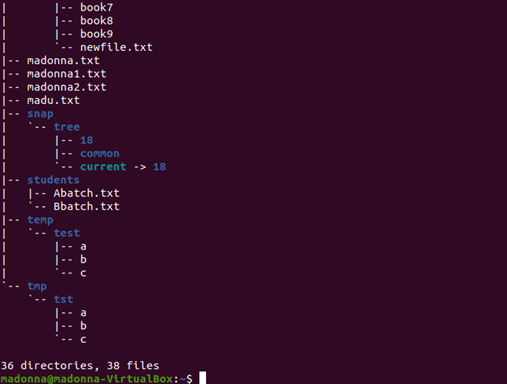 |       |-- book7
|       |-- book8
|       |-- book9
|       `-- newfile.txt
|-- madonna.txt
|-- madonna1.txt
|-- madonna2.txt
|-- madu.txt
|-- snap
|   `-- tree
|       |-- 18
|       |-- common
|       `-- current -> 18
|-- students
|   |-- Abatch.txt
|   `-- Bbatch.txt
|-- temp
|   `-- test
|       |-- a
|       |-- b
|       `-- c
`-- tmp
    `-- tst
        |-- a
        |-- b
        `-- c
36 directories, 38 files
madonna@madonna-VirtualBox:~$